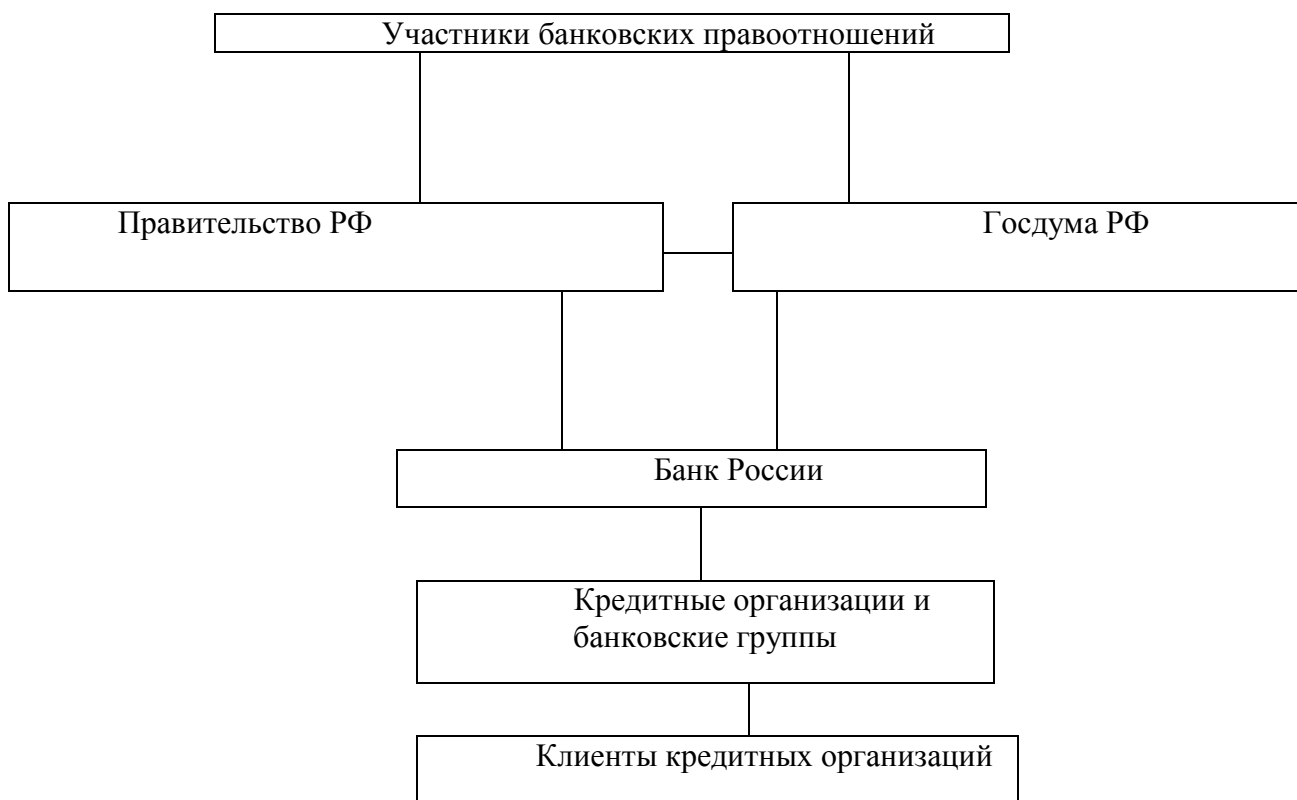 Участники банковских правоотношений
Правительство РФ
Госдума РФ
Банк России
Кредитные организации и
банковские группы
Клиенты кредитных организаций